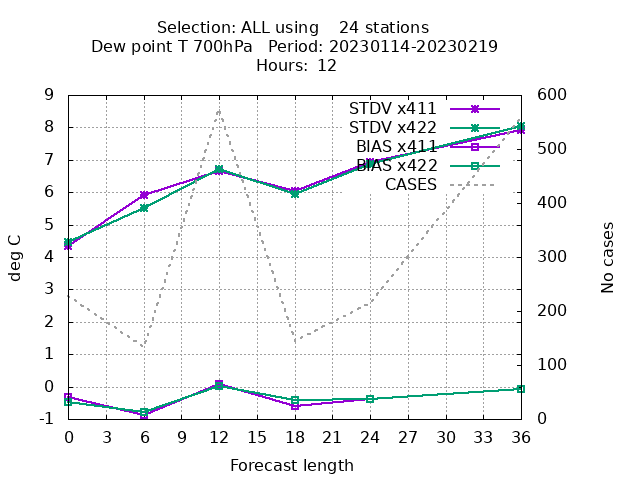 Selection: ALL using    24 stations
Dew point T 700hPa   Period: 20230114-20230219
Hours: 12
STDV x411
STDV x422
BIAS x411
BIAS x422
CASES
9
8
7
6
5
4
3
2
1
0
-1
deg C
600
500
400
300
200
100
0
No cases
0 3 6 9 12 15 18 21 24 27 30 33 36
Forecast length